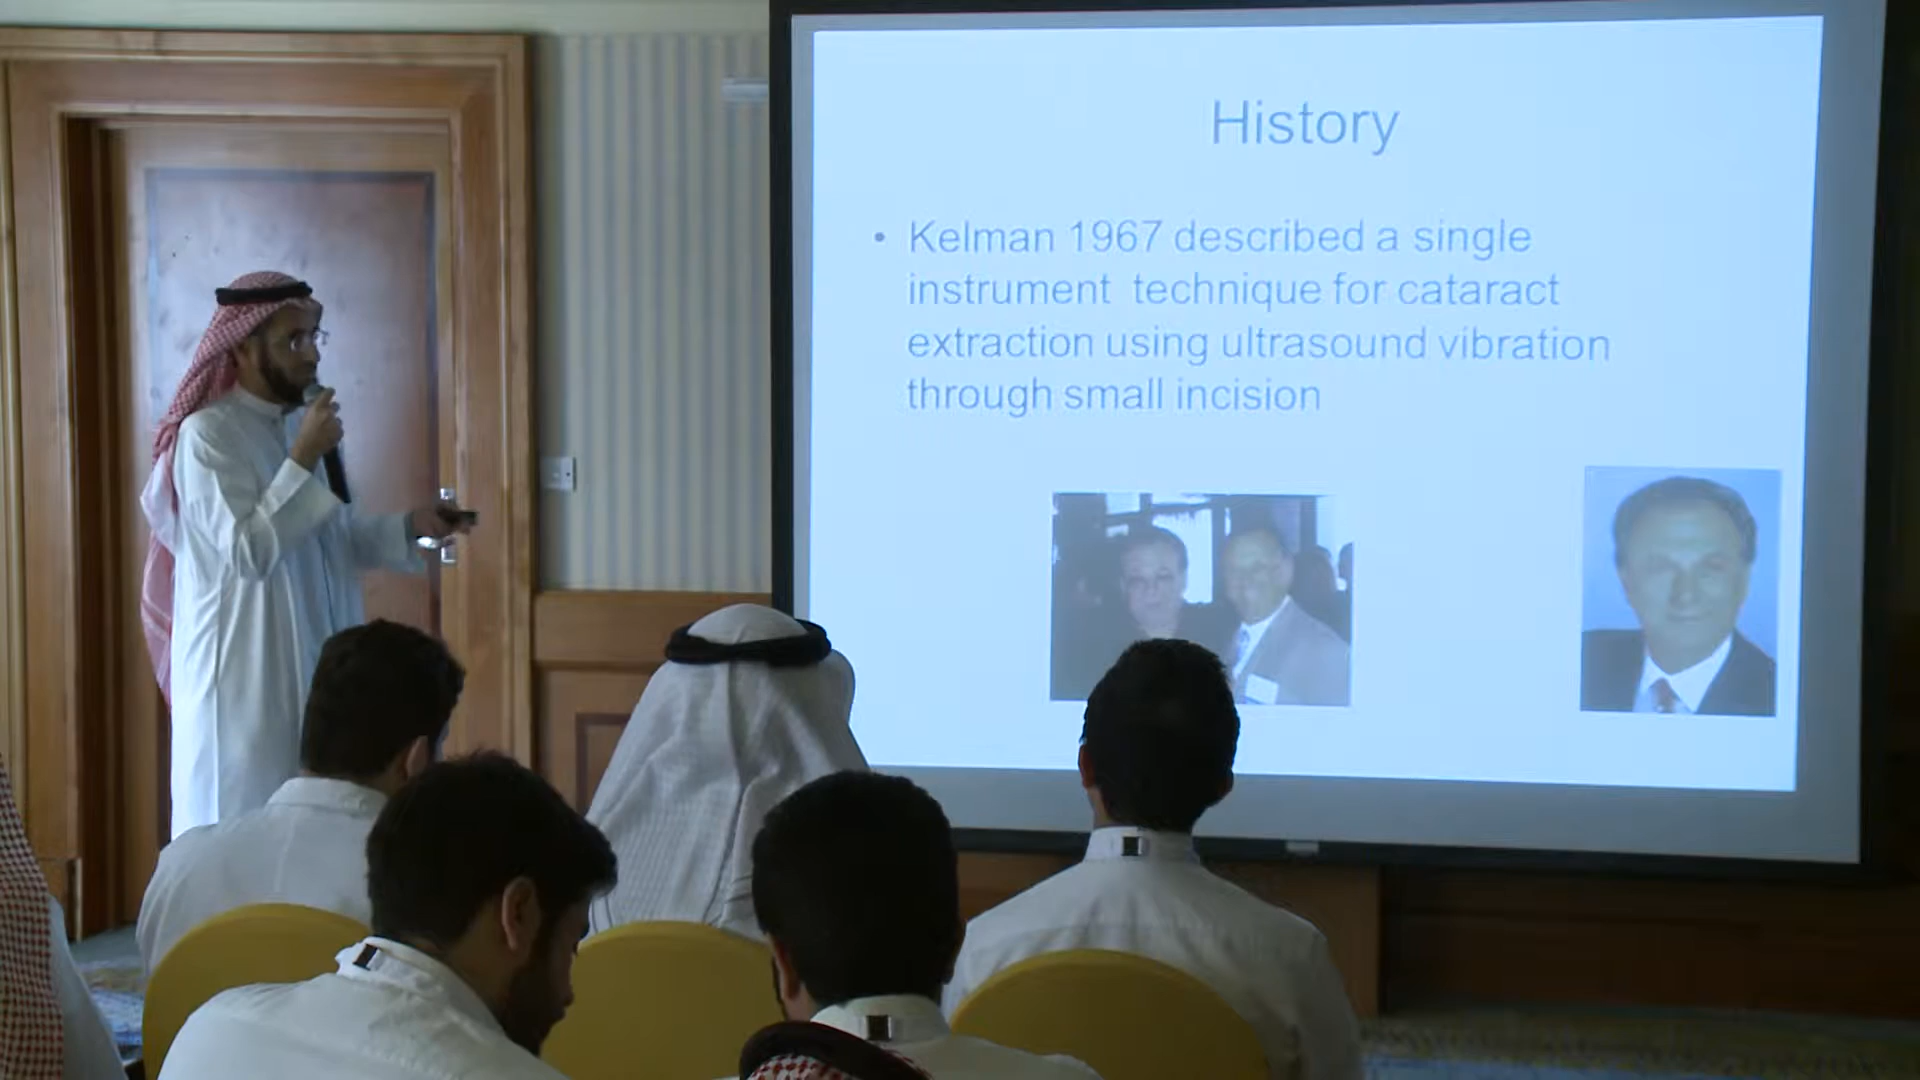 History
• Kelman 1967 described a single
instrument technique for cataract
extraction using ultrasound vibration
through small incision